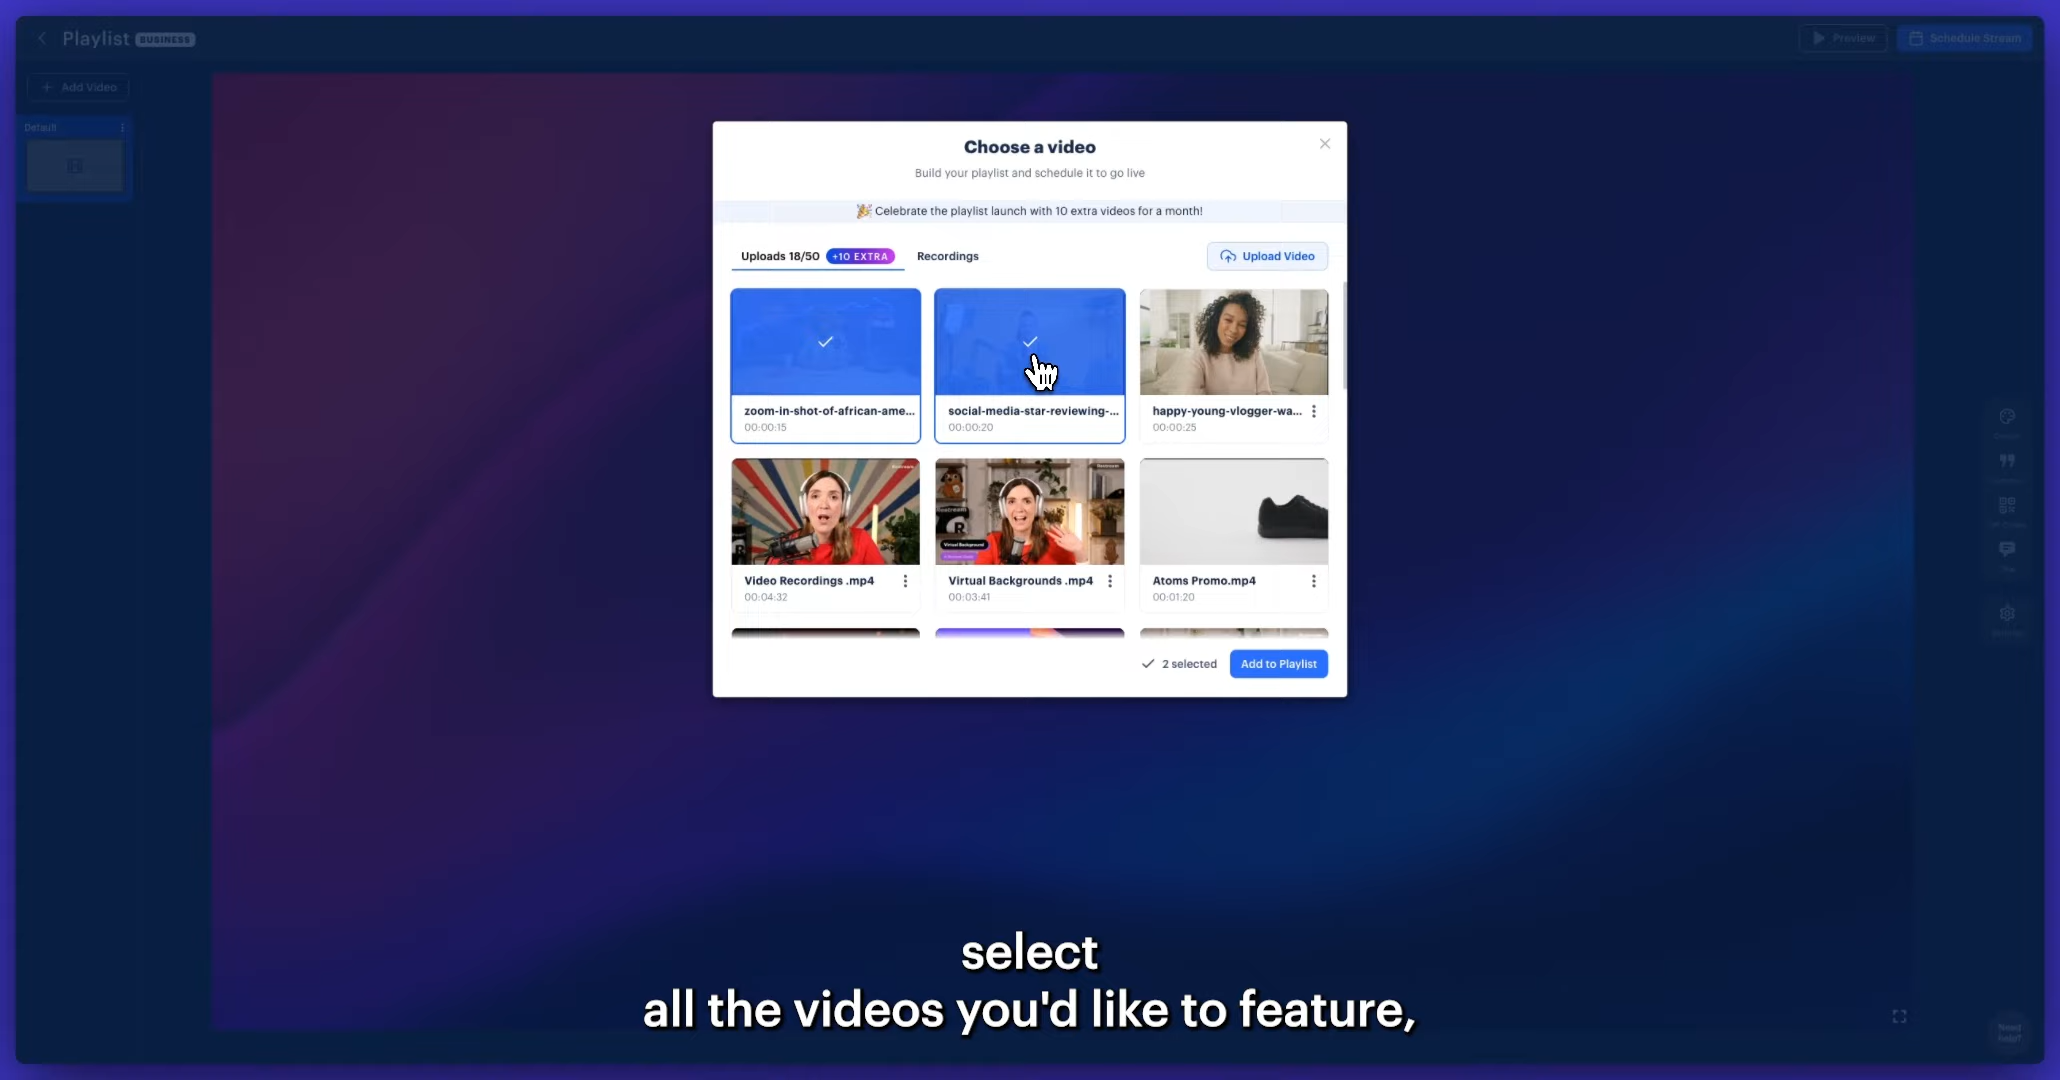 Playlist BUSINESS
Preview
Schedule Stream
+ Add Video
Default
Choose a video
Build your playlist and schedule it to go live
🎉 Celebrate the playlist launch with 10 extra videos for a month!
Uploads 18/50 +10 EXTRA
Recordings
Upload Video
zoom-in-shot-of-african-ame...
00:00:15
social-media-star-reviewing-...
00:00:20
happy-young-vlogger-wa...
00:00:25
Video Recordings .mp4
00:04:32
Virtual Background
Virtual Backgrounds .mp4
00:03:41
Atoms Promo.mp4
00:01:20
2 selected
Add to Playlist
select
all the videos you'd like to feature,
Need
help?